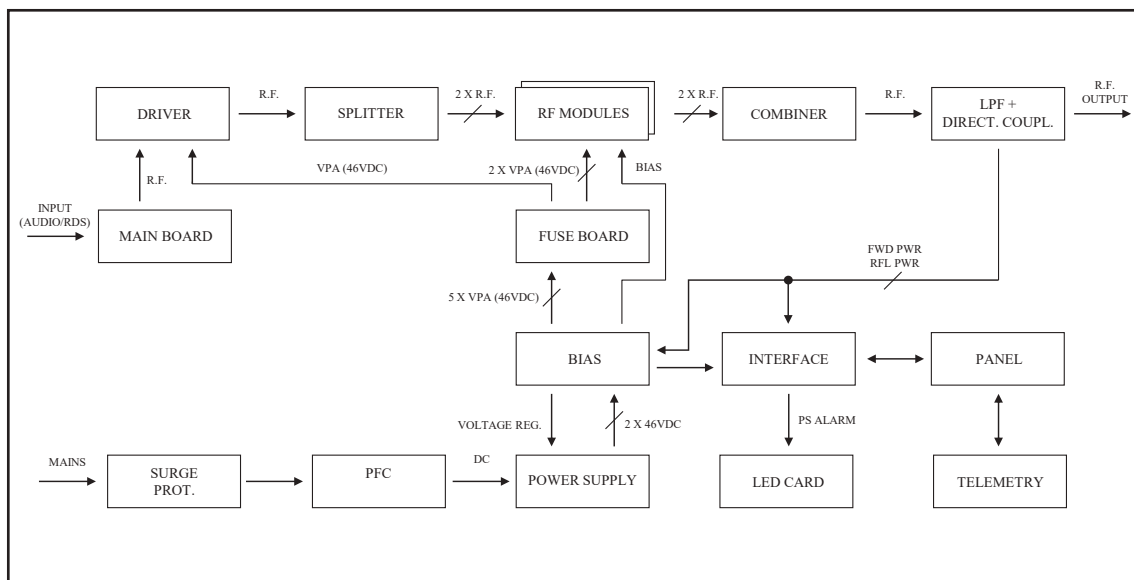 R.F.
2 X R.F.
2 X R.F.
R.F.
R.F.
OUTPUT
DRIVER
SPLITTER
RF MODULES
COMBINER
LPF +
DIRECT. COUPL.
VPA (46VDC)
2 X VPA (46VDC)
BIAS
R.F.
INPUT
(AUDIO/RDS)
MAIN BOARD
FUSE BOARD
FWD PWR
RFL PWR
5 X VPA (46VDC)
BIAS
INTERFACE
PANEL
VOLTAGE REG.
2 X 46VDC
PS ALARM
MAINS
SURGE
PROT.
PFC
DC
POWER SUPPLY
LED CARD
TELEMETRY